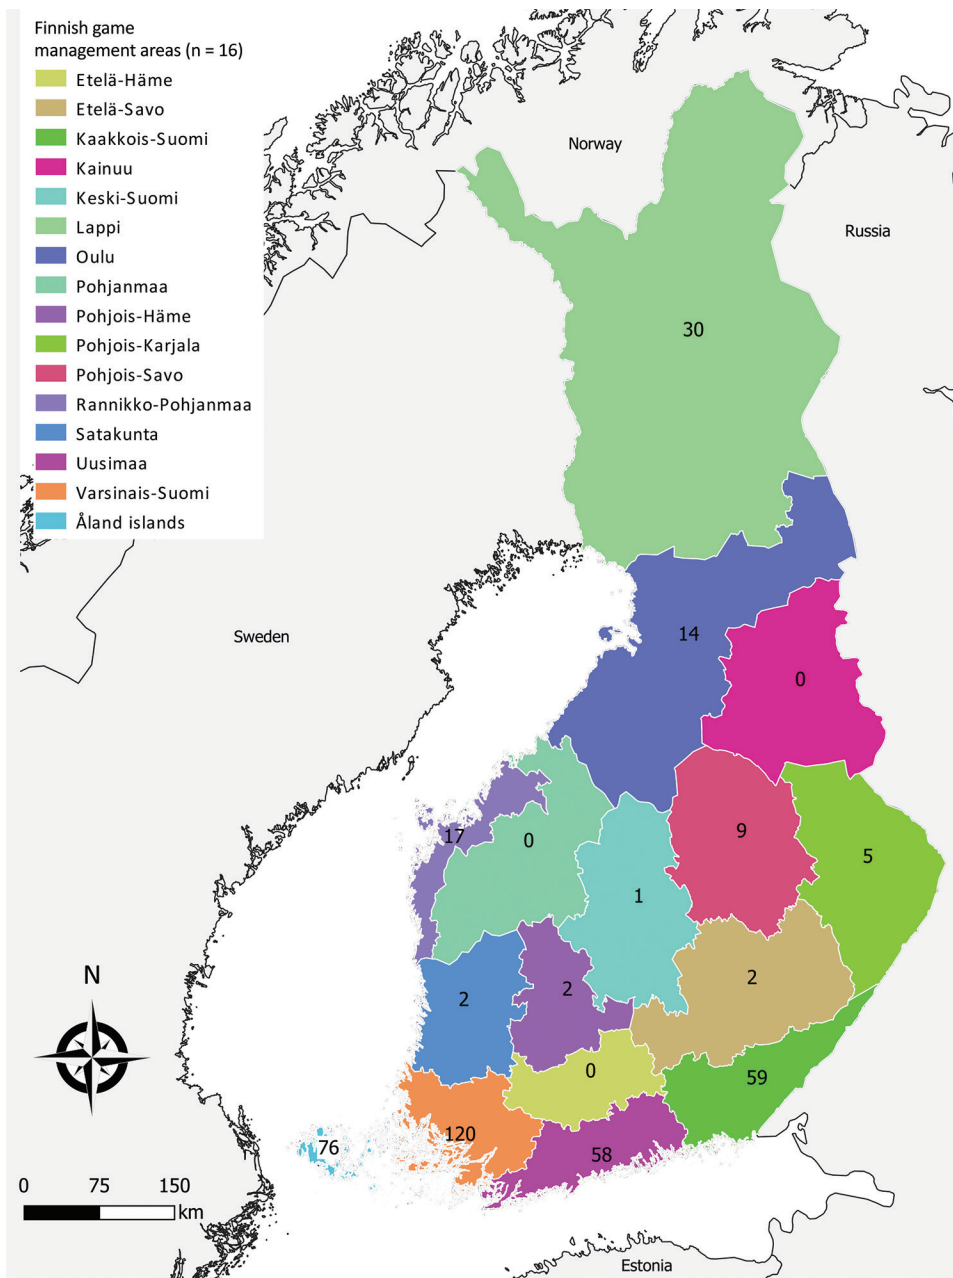 Finnish game
management areas (n = 16)
Etelä-Häme
Etelä-Savo
Kaakkois-Suomi
Kainuu
Keski-Suomi
Lappi
Oulu
Pohjanmaa
Pohjois-Häme
Pohjois-Karjala
Pohjois-Savo
Rannikko-Pohjanmaa
Satakunta
Uusimaa
Varsinais-Suomi
Åland islands
Norway
Russia
30
Sweden
14
0
17
0
9
5
1
2
2
2
0
59
120
76
58
N
0 75 150
km
Estonia